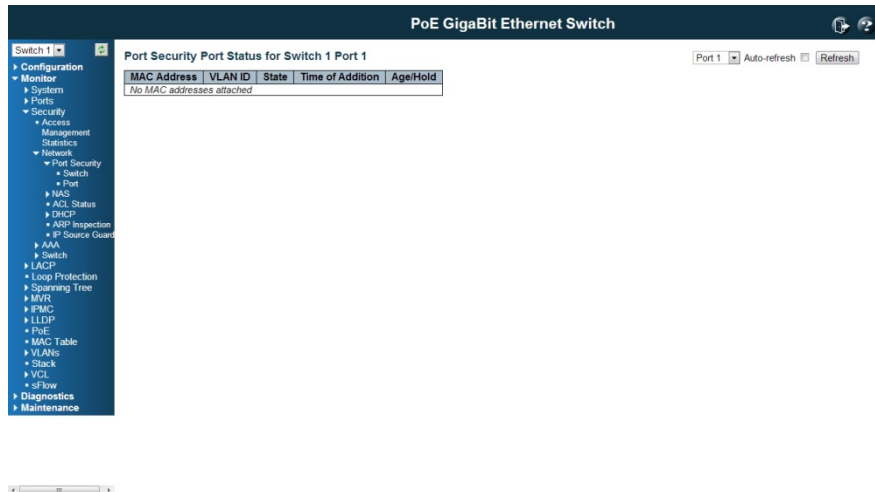 PoE GigaBit Ethernet Switch
Switch 1
Configuration
Monitor
System
Ports
Security
Access
Management
Statistics
Network
Port Security
Switch
Port
NAS
ACL Status
DHCP
ARP Inspection
IP Source Guard
AAA
Switch
LACP
Loop Protection
Spanning Tree
MVR
IPMC
LLDP
PoE
MAC Table
VLANs
Stack
VCL
sFlow
Diagnostics
Maintenance
Port Security Port Status for Switch 1 Port 1
Port 1 Auto-refresh Refresh
MAC Address VLAN ID State Time of Addition Age/Hold
No MAC addresses attached